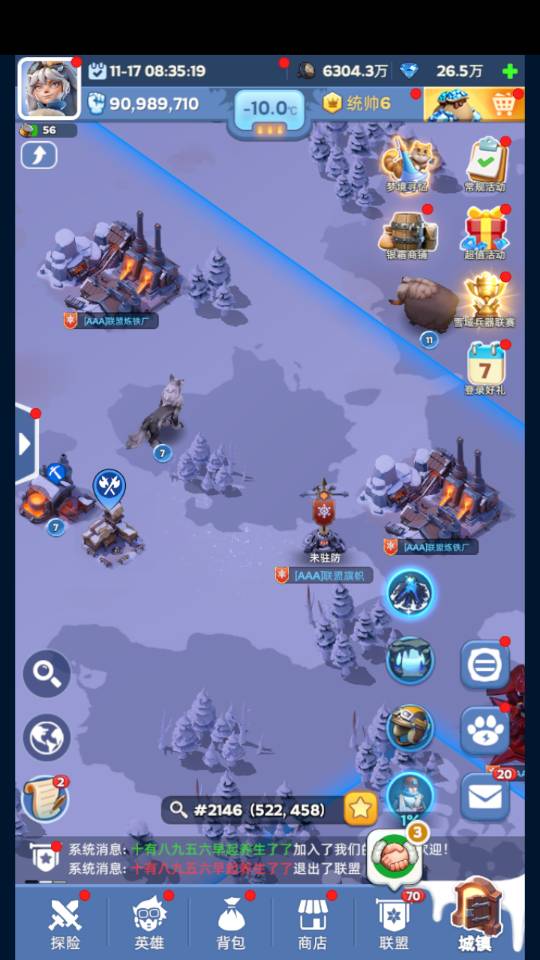 11-17 08:35:19
6304.3万
26.5万
90,989,710
-10.0℃
统帅6
56
梦境寻忆
常规活动
银霜商铺
超值活动
雪域兵器联赛
11
7
登录好礼
[AAA]联盟炼铁厂
7
7
未驻防
[AAA]联盟旗帜
[AAA]联盟炼铁厂
2
20
1%
#2146 (522, 458)
3
系统消息: 十有八九五六早起养生了了加入了我们的 欢迎!
系统消息: 十有八九五六早起养生了了退出了联盟
70
探险
英雄
背包
商店
联盟
城镇